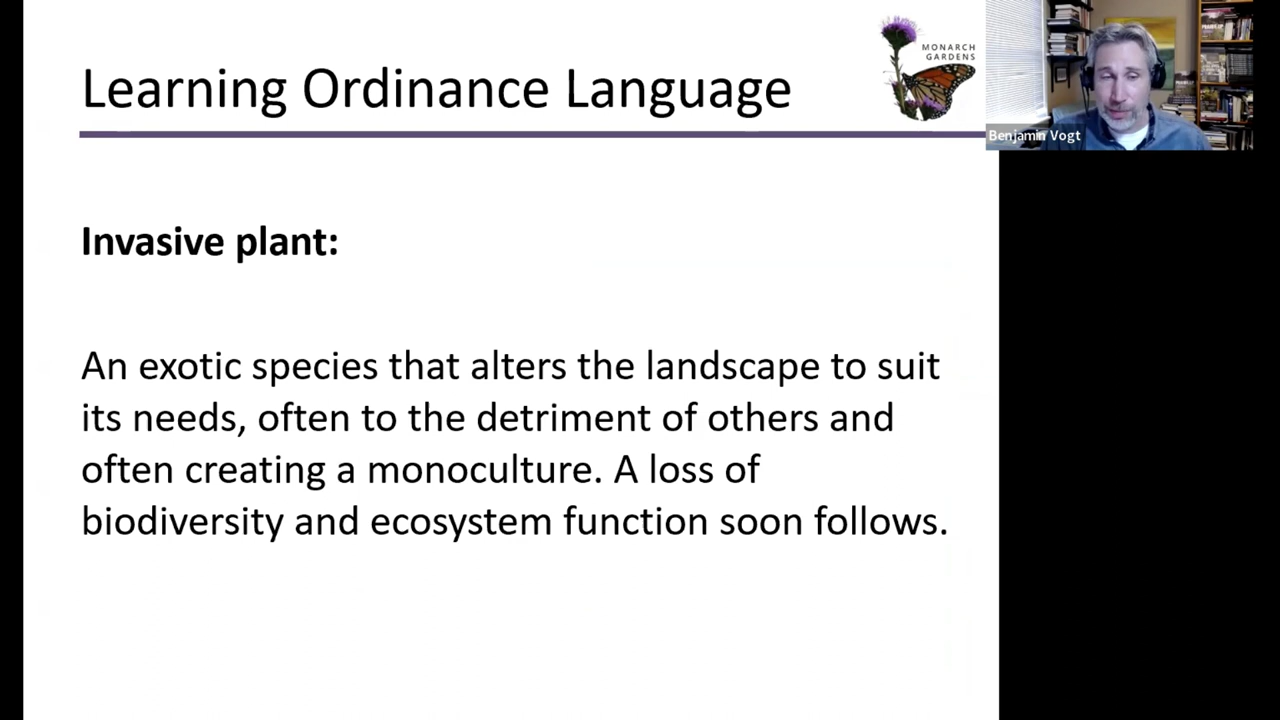 Learning Ordinance Language
MONARCH
GARDENS
Benjamin Vogt
Invasive plant:
An exotic species that alters the landscape to suit
its needs, often to the detriment of others and
often creating a monoculture. A loss of
biodiversity and ecosystem function soon follows.